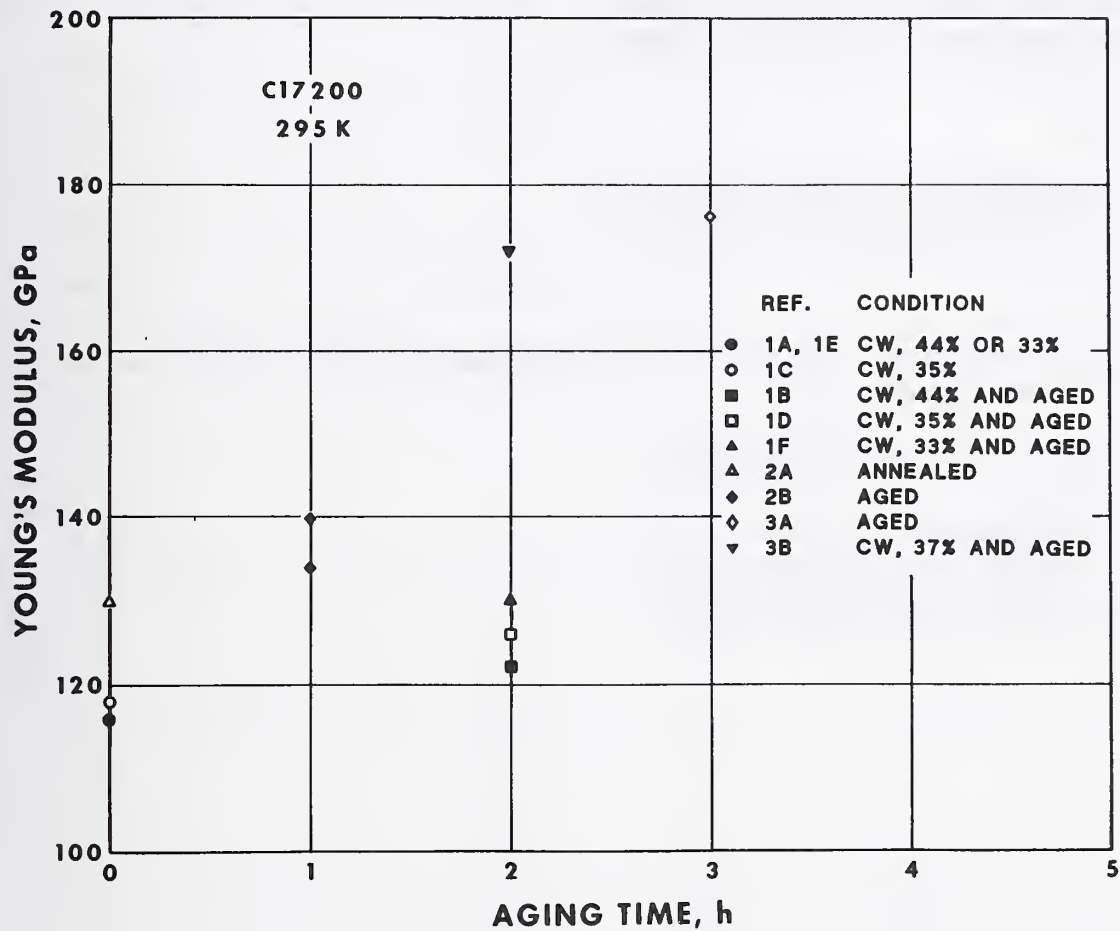 200
C17200
295 K
180
YOUNG'S MODULUS, GPa
160
140
120
100
REF. CONDITION
1A, 1E CW, 44% OR 33%
1C CW, 35%
1B CW, 44% AND AGED
1D CW, 35% AND AGED
1F CW, 33% AND AGED
2A ANNEALED
2B AGED
3A AGED
3B CW, 37% AND AGED
0 1 2 3 4 5
AGING TIME, h